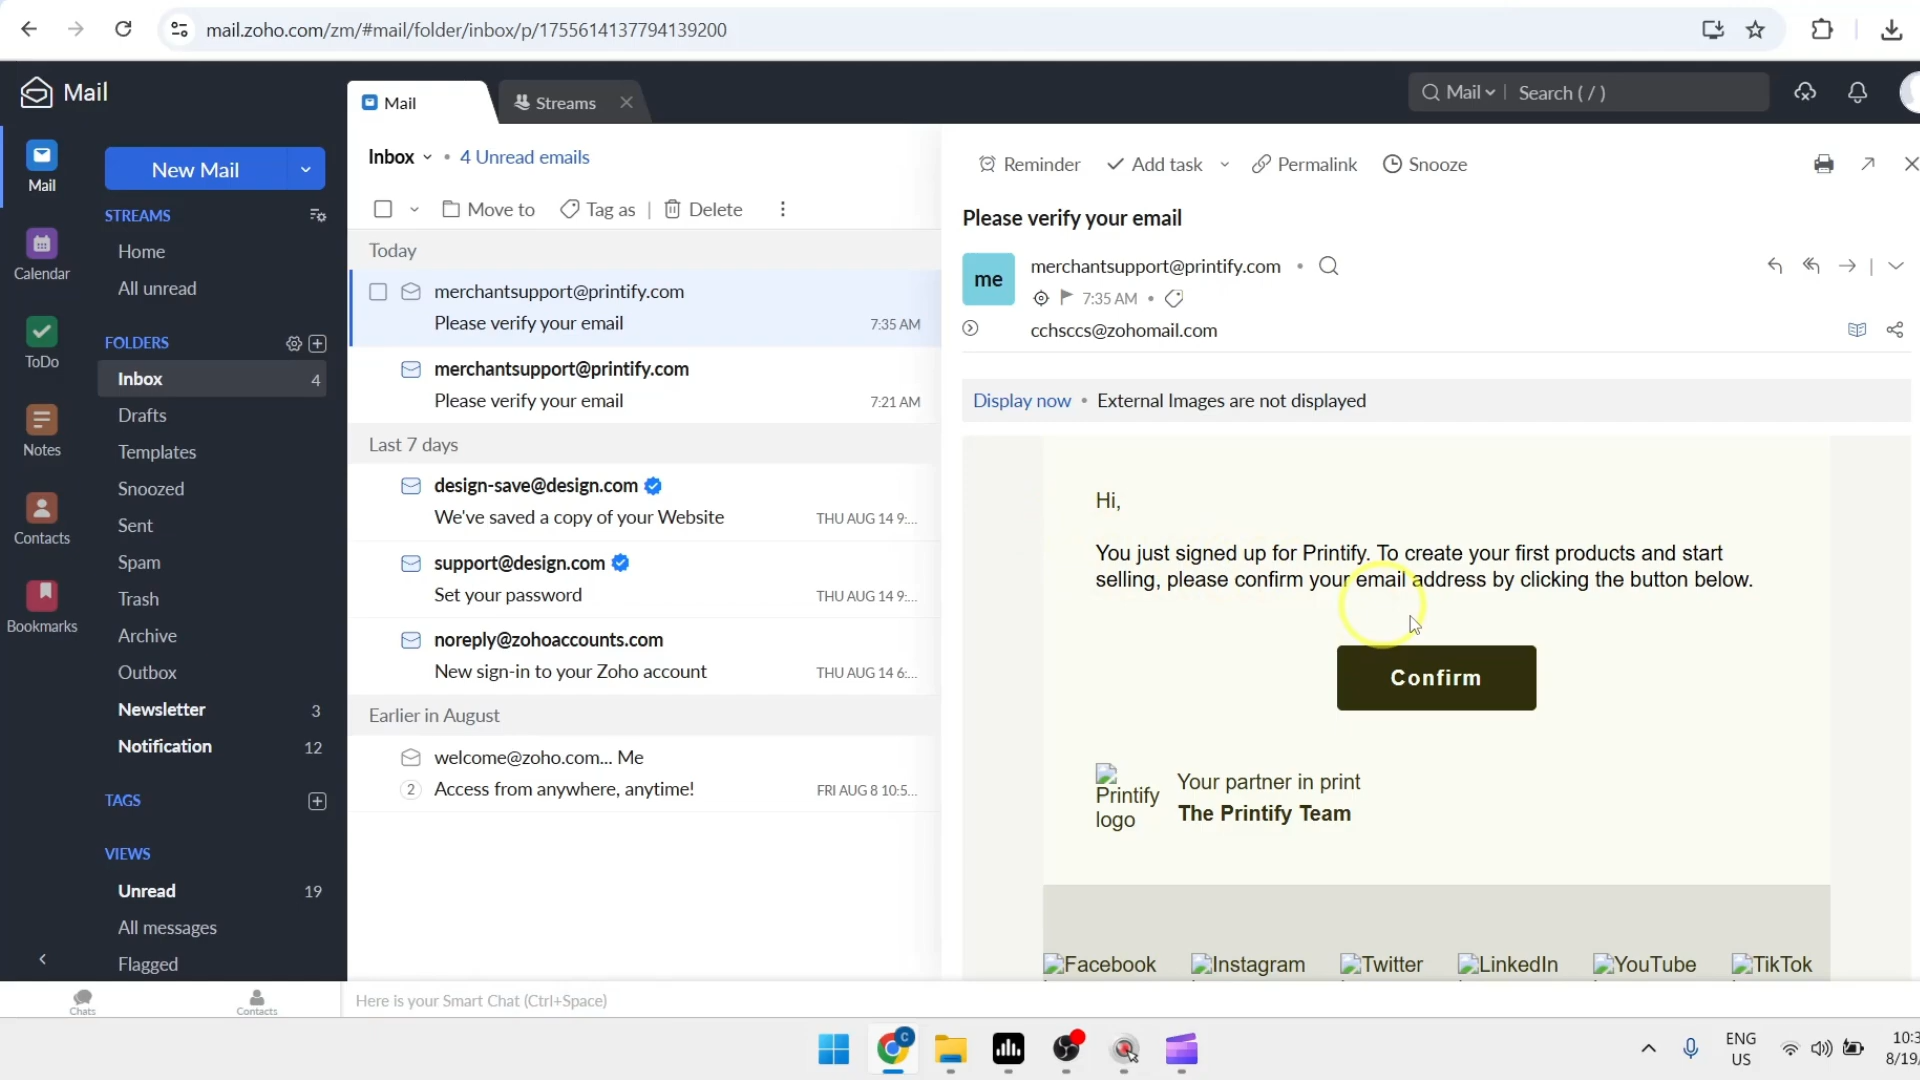 mail.zoho.com/zm/#mail/folder/inbox/p/1755614137794139200
Mail
Mail
Streams
Mail
Search ( / )
Mail
Calendar
ToDo
Notes
Contacts
Bookmarks
New Mail
STREAMS
Home
All unread
FOLDERS
Inbox 4
Drafts
Templates
Snoozed
Sent
Spam
Trash
Archive
Outbox
Newsletter 3
Notification 12
TAGS
VIEWS
Unread 19
All messages
Flagged
Chats
Contacts
Inbox • 4 Unread emails
Move to
Tag as
Delete
Today
merchantsupport@printify.com
Please verify your email 7:35 AM
merchantsupport@printify.com
Please verify your email 7:21 AM
Last 7 days
design-save@design.com
We've saved a copy of your Website THU AUG 14 9:...
support@design.com
Set your password THU AUG 14 9:...
noreply@zohoaccounts.com
New sign-in to your Zoho account THU AUG 14 6:...
Earlier in August
welcome@zoho.com... Me
2 Access from anywhere, anytime! FRI AUG 8 10:5...
Here is your Smart Chat (Ctrl+Space)
Reminder
Add task
Permalink
Snooze
Please verify your email
me
merchantsupport@printify.com •
7:35 AM •
cchsccs@zohomail.com
Display now • External Images are not displayed
Hi,
You just signed up for Printify. To create your first products and start
selling, please confirm your email address by clicking the button below.
Confirm
Printify
logo
Your partner in print
The Printify Team
Facebook
Instagram
Twitter
LinkedIn
YouTube
TikTok
C
ENG
US
10:3
8/19/